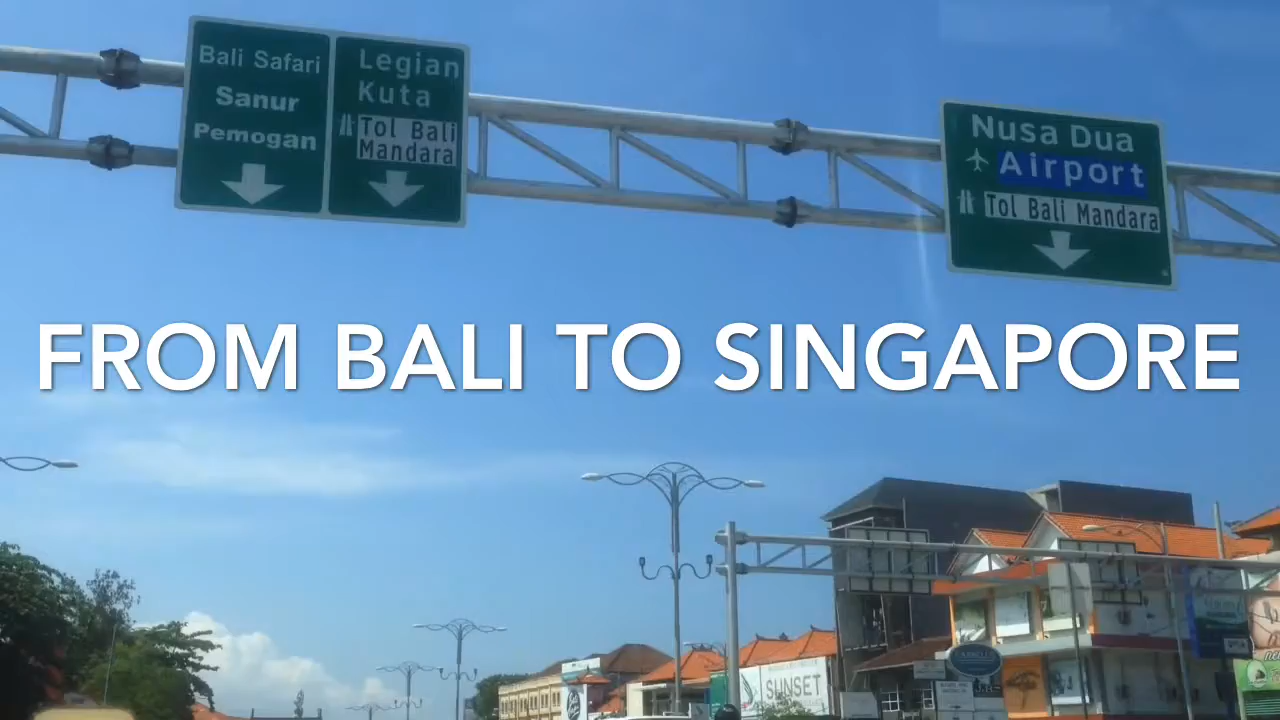 Bali Safari
Sanur
Pemogan
Legian
Kuta
Tol Bali
Mandara
Nusa Dua
Airport
Tol Bali Mandara
FROM BALI TO SINGAPORE
SUNSET